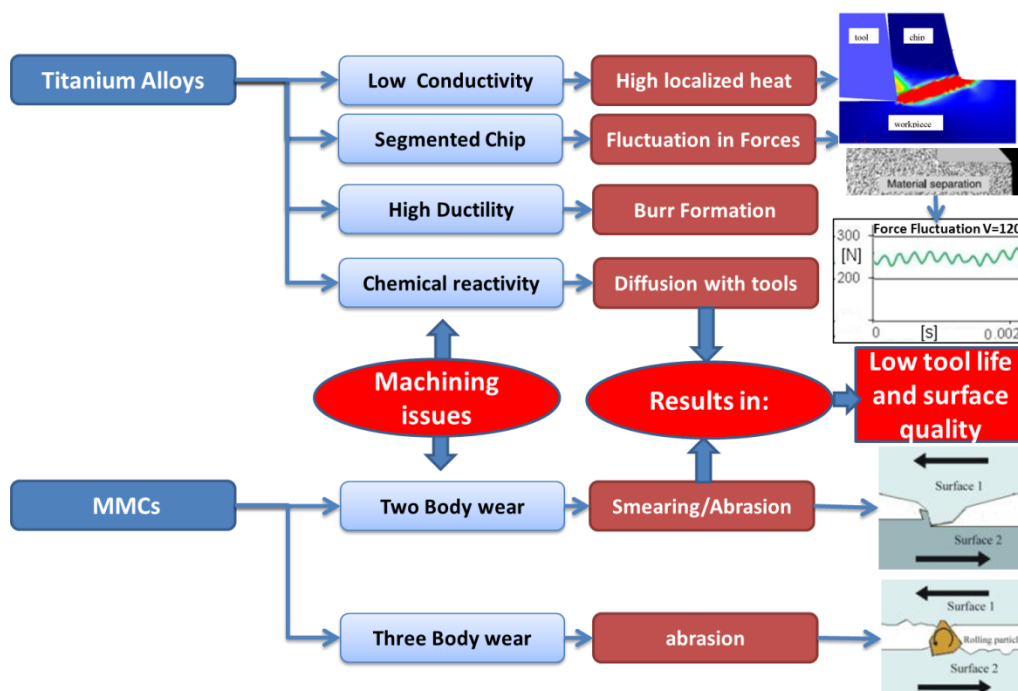 Titanium Alloys
Low Conductivity
High localized heat
tool
chip
workpiece
Segmented Chip
Fluctuation in Forces
Material separation
High Ductility
Burr Formation
Force Fluctuation V=120
300
[N]
200
0
[s]
0.002
Chemical reactivity
Diffusion with tools
Machining
issues
Results in:
Low tool life
and surface
quality
MMCs
Two Body wear
Smearing/Abrasion
Surface 1
Surface 2
Three Body wear
abrasion
Surface 1
Rolling particl
Surface 2